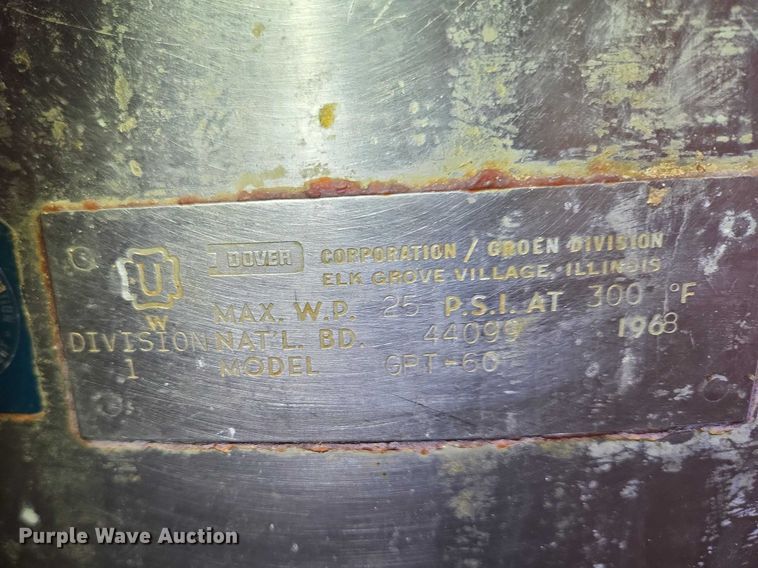 U
W
DIVISION
1
DOVER CORPORATION / GROEN DIVISION
ELK GROVE VILLAGE, ILLINOIS
MAX. W.P. 25 P.S.I. AT 300 °F
NAT'L. BD. 44099 1968
MODEL GPT-60
Purple Wave Auction